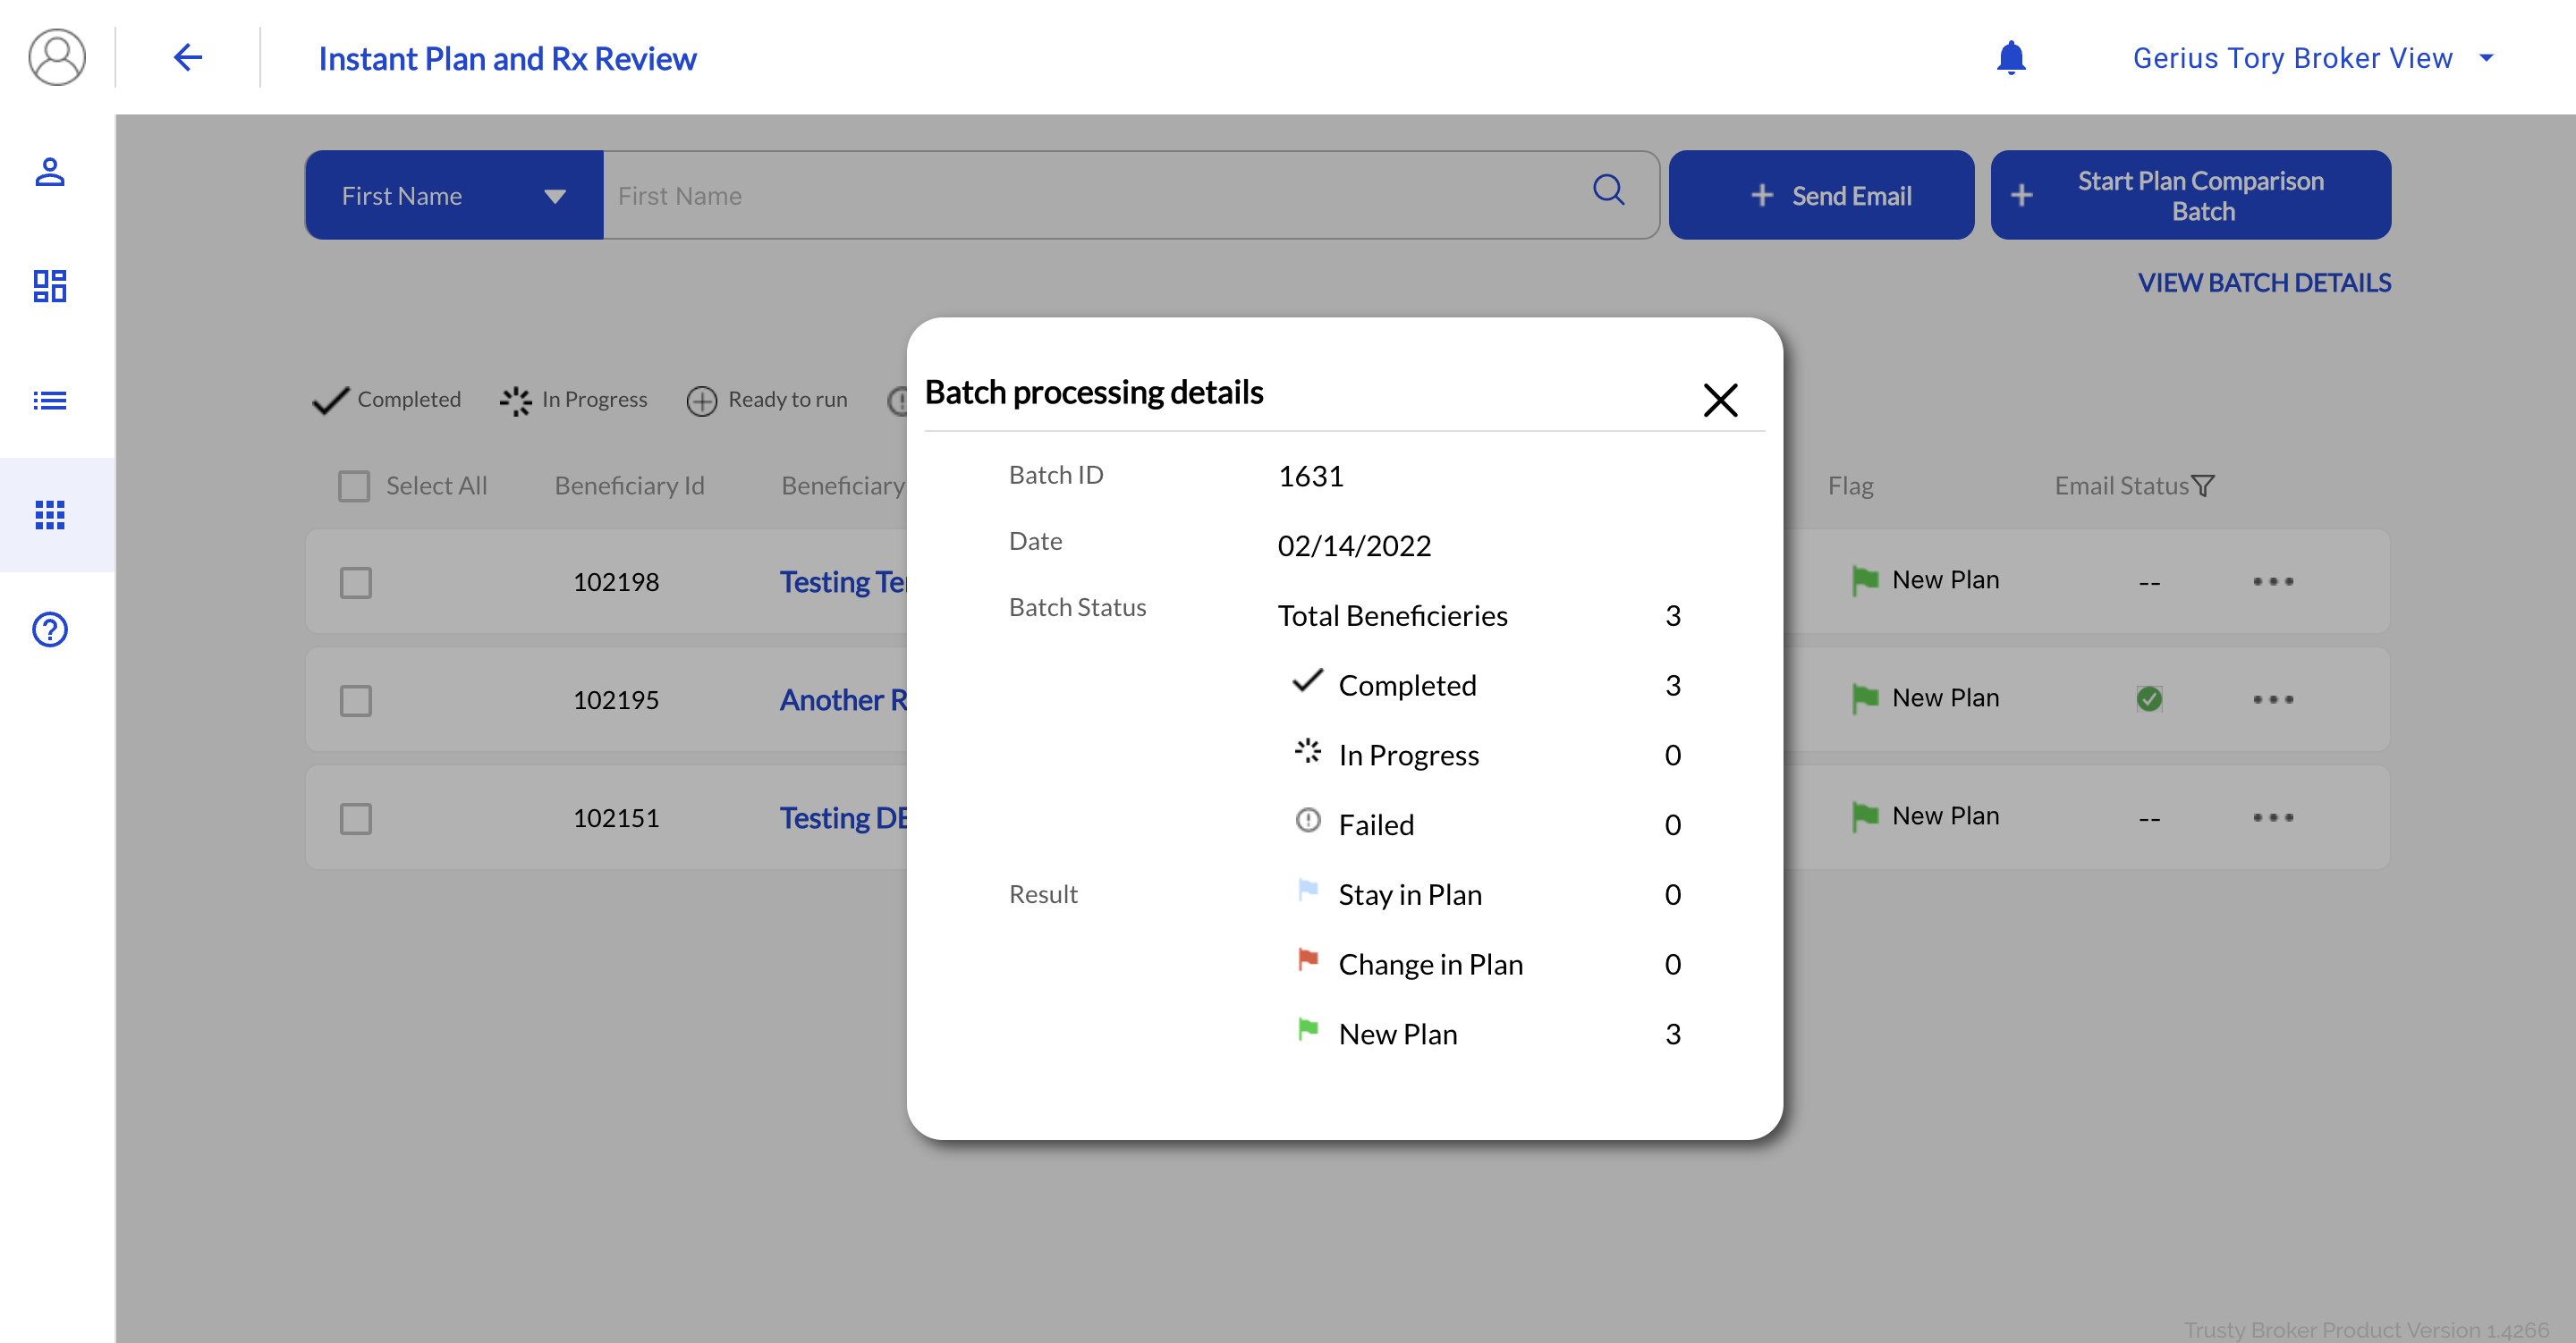 Instant Plan and Rx Review
Gerius Tory Broker View
First Name
First Name
+ Send Email
+ Start Plan Comparison
Batch
VIEW BATCH DETAILS
Completed
In Progress
Ready to run
Batch processing details
Select All
Beneficiary Id
Beneficiary
Flag
Email Status
Batch ID 1631
Date 02/14/2022
Batch Status Total Beneficieries 3
Completed 3
In Progress 0
Failed 0
Result Stay in Plan 0
Change in Plan 0
New Plan 3
102198 Testing New Plan --
102195 Another New Plan
102151 Testing New Plan --
Trusty Broker Product Version 1.4266